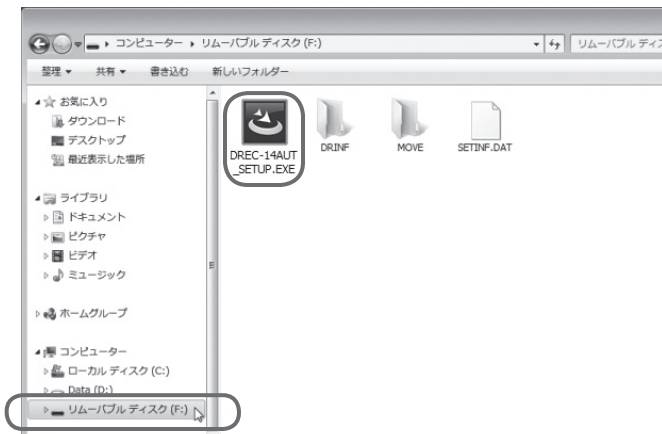 コンピューター ▸ リムーバブル ディスク (F:)
リムーバブル ディス
整理 ▼ 共有 ▼ 書き込む 新しいフォルダー
お気に入り
ダウンロード
デスクトップ
最近表示した場所
ライブラリ
ドキュメント
ピクチャ
ビデオ
ミュージック
ホームグループ
コンピューター
ローカル ディスク (C:)
Data (D:)
リムーバブル ディスク (F:)
DREC-14AUT
_SETUP.EXE
DRINF
MOVE
SETINF.DAT